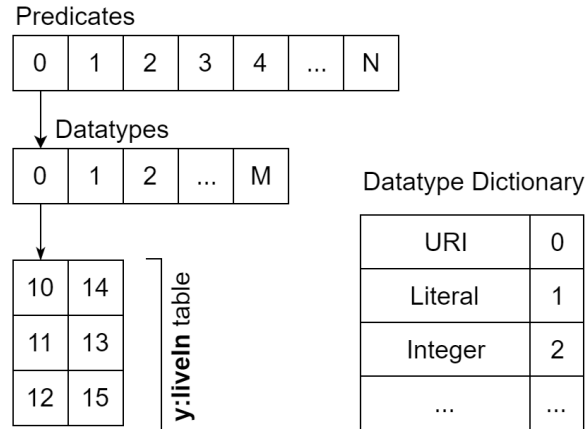 Predicates
0 1 2 3 4 ... N
Datatypes
0 1 2 ... M
10 14
11 13
12 15
y:liveIn table
Datatype Dictionary
URI 0
Literal 1
Integer 2
... ...